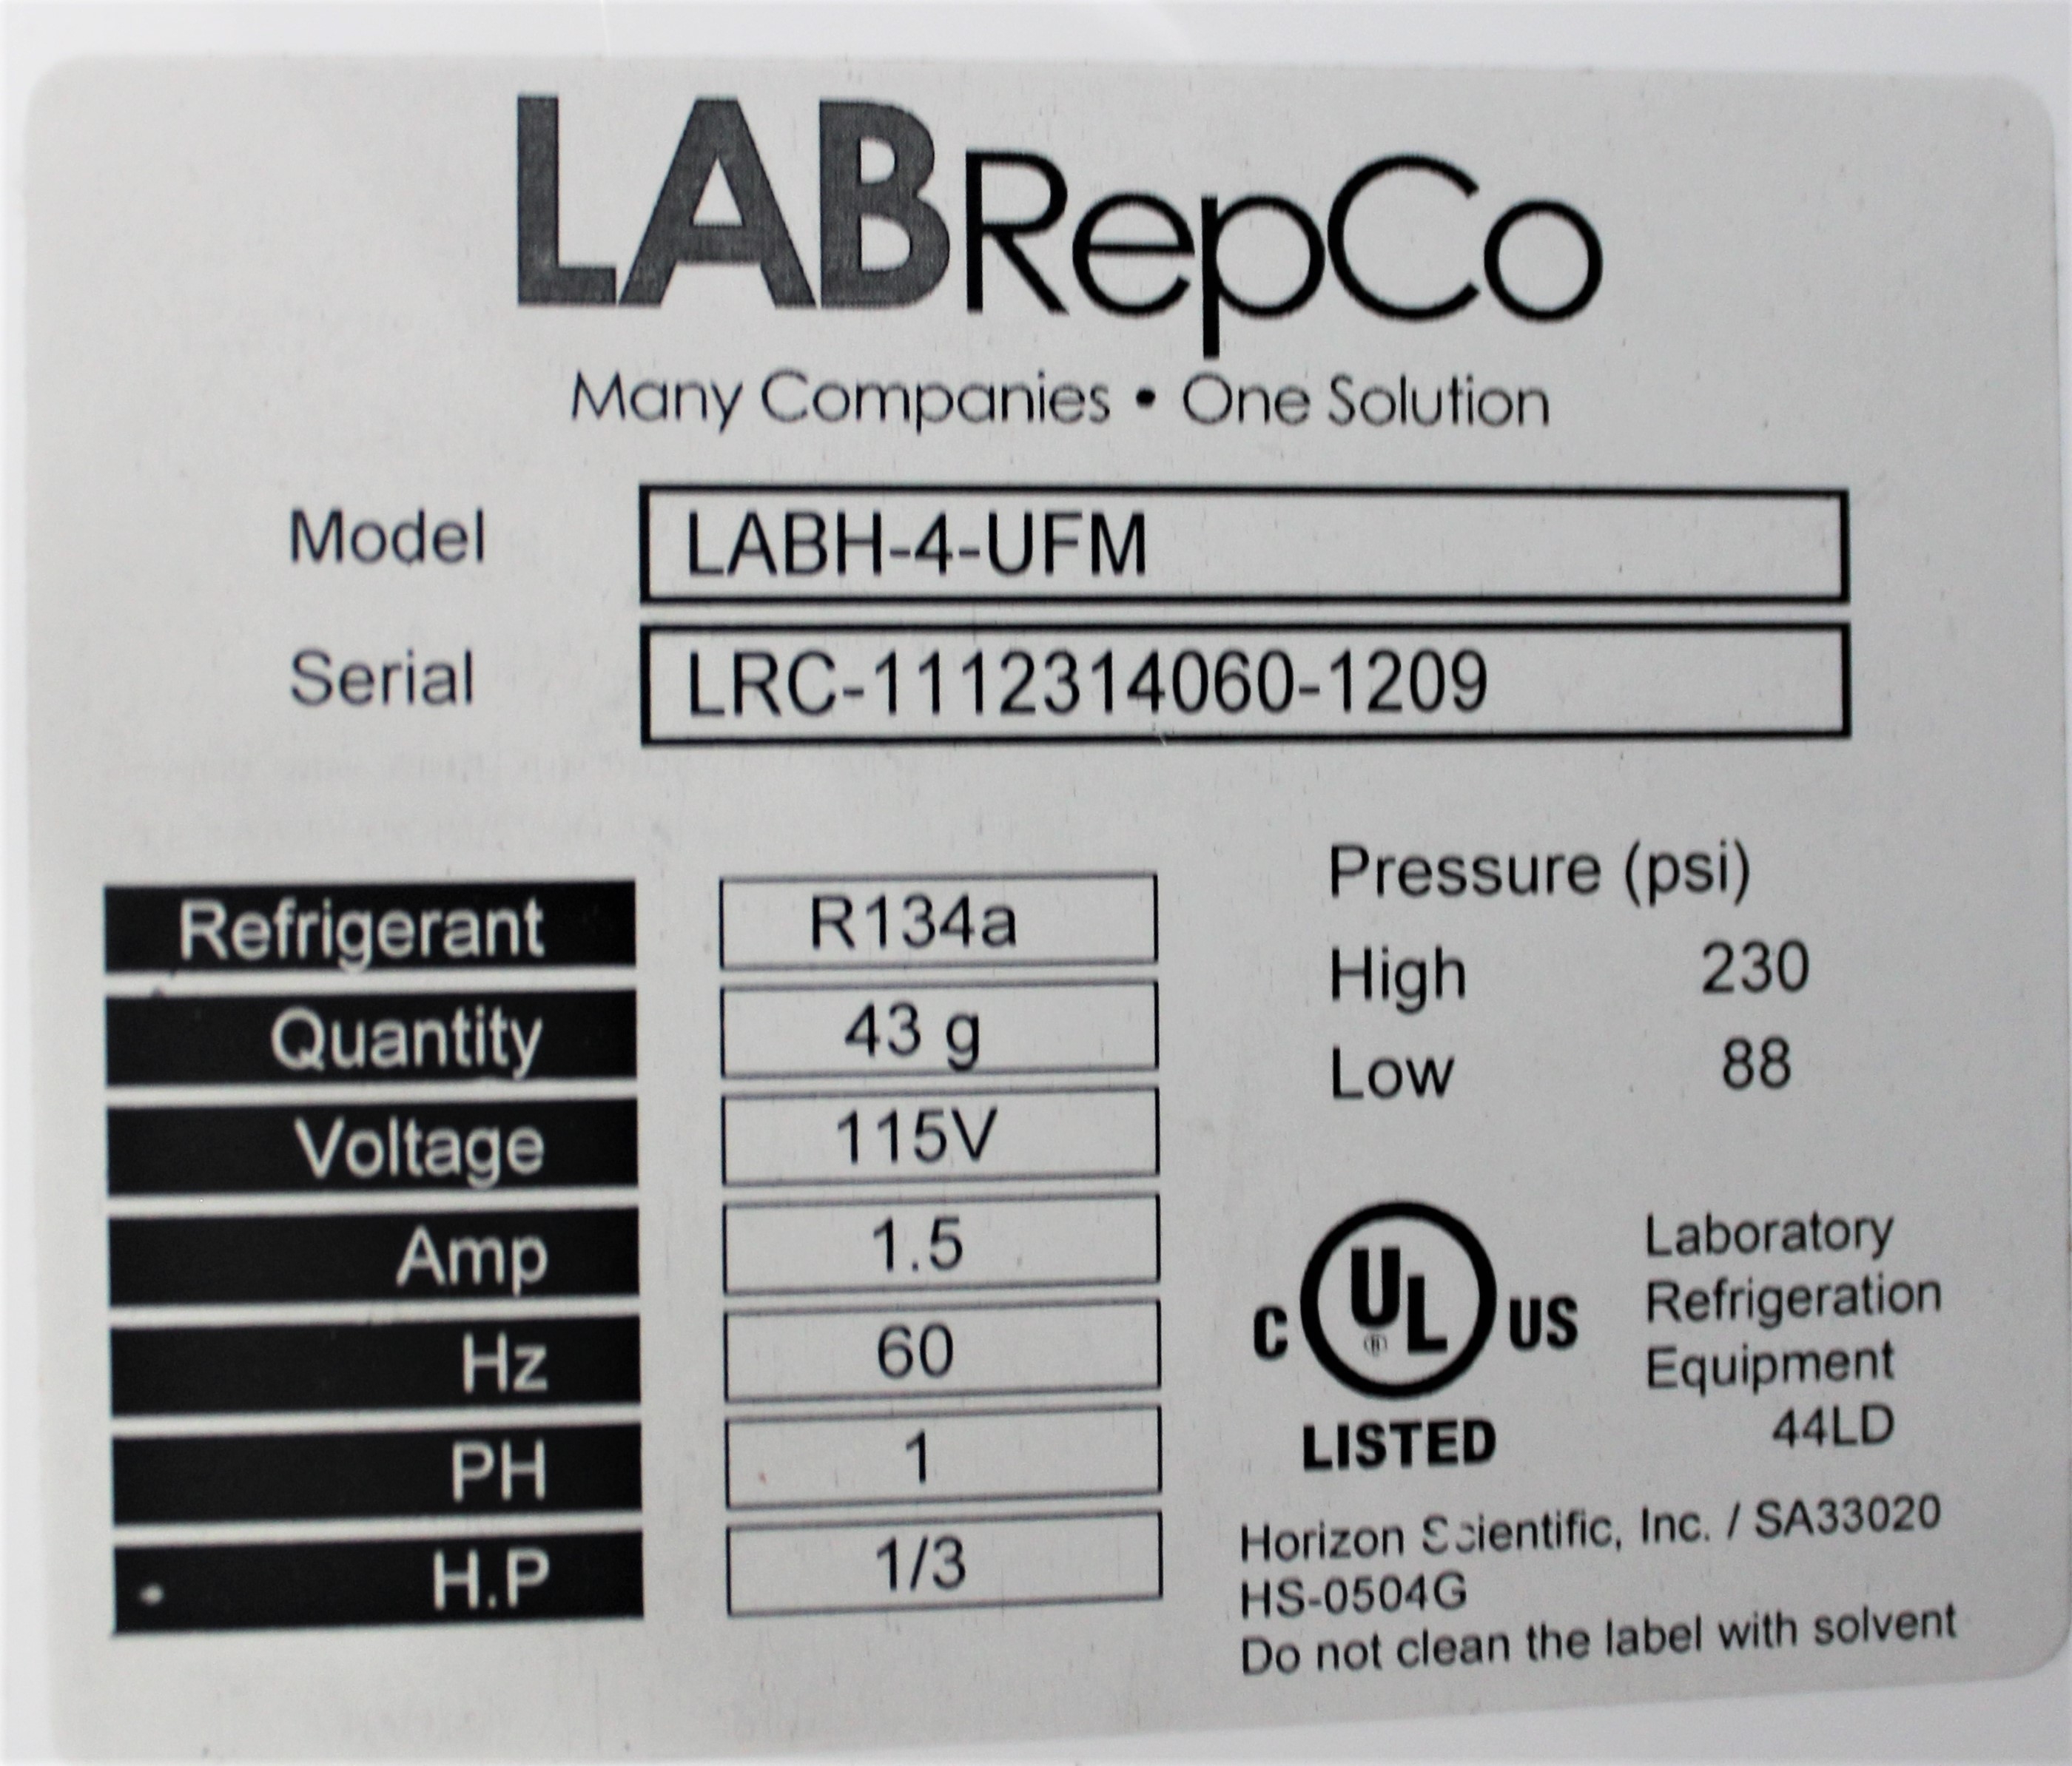 LABRepCo
Many Companies • One Solution
Model LABH-4-UFM
Serial LRC-1112314060-1209
Refrigerant R134a
Quantity 43 g
Voltage 115V
Amp 1.5
Hz 60
PH 1
H.P 1/3
Pressure (psi)
High 230
Low 88
C UL ® US
LISTED
Laboratory
Refrigeration
Equipment
44LD
Horizon Scientific, Inc. / SA33020
HS-0504G
Do not clean the label with solvent